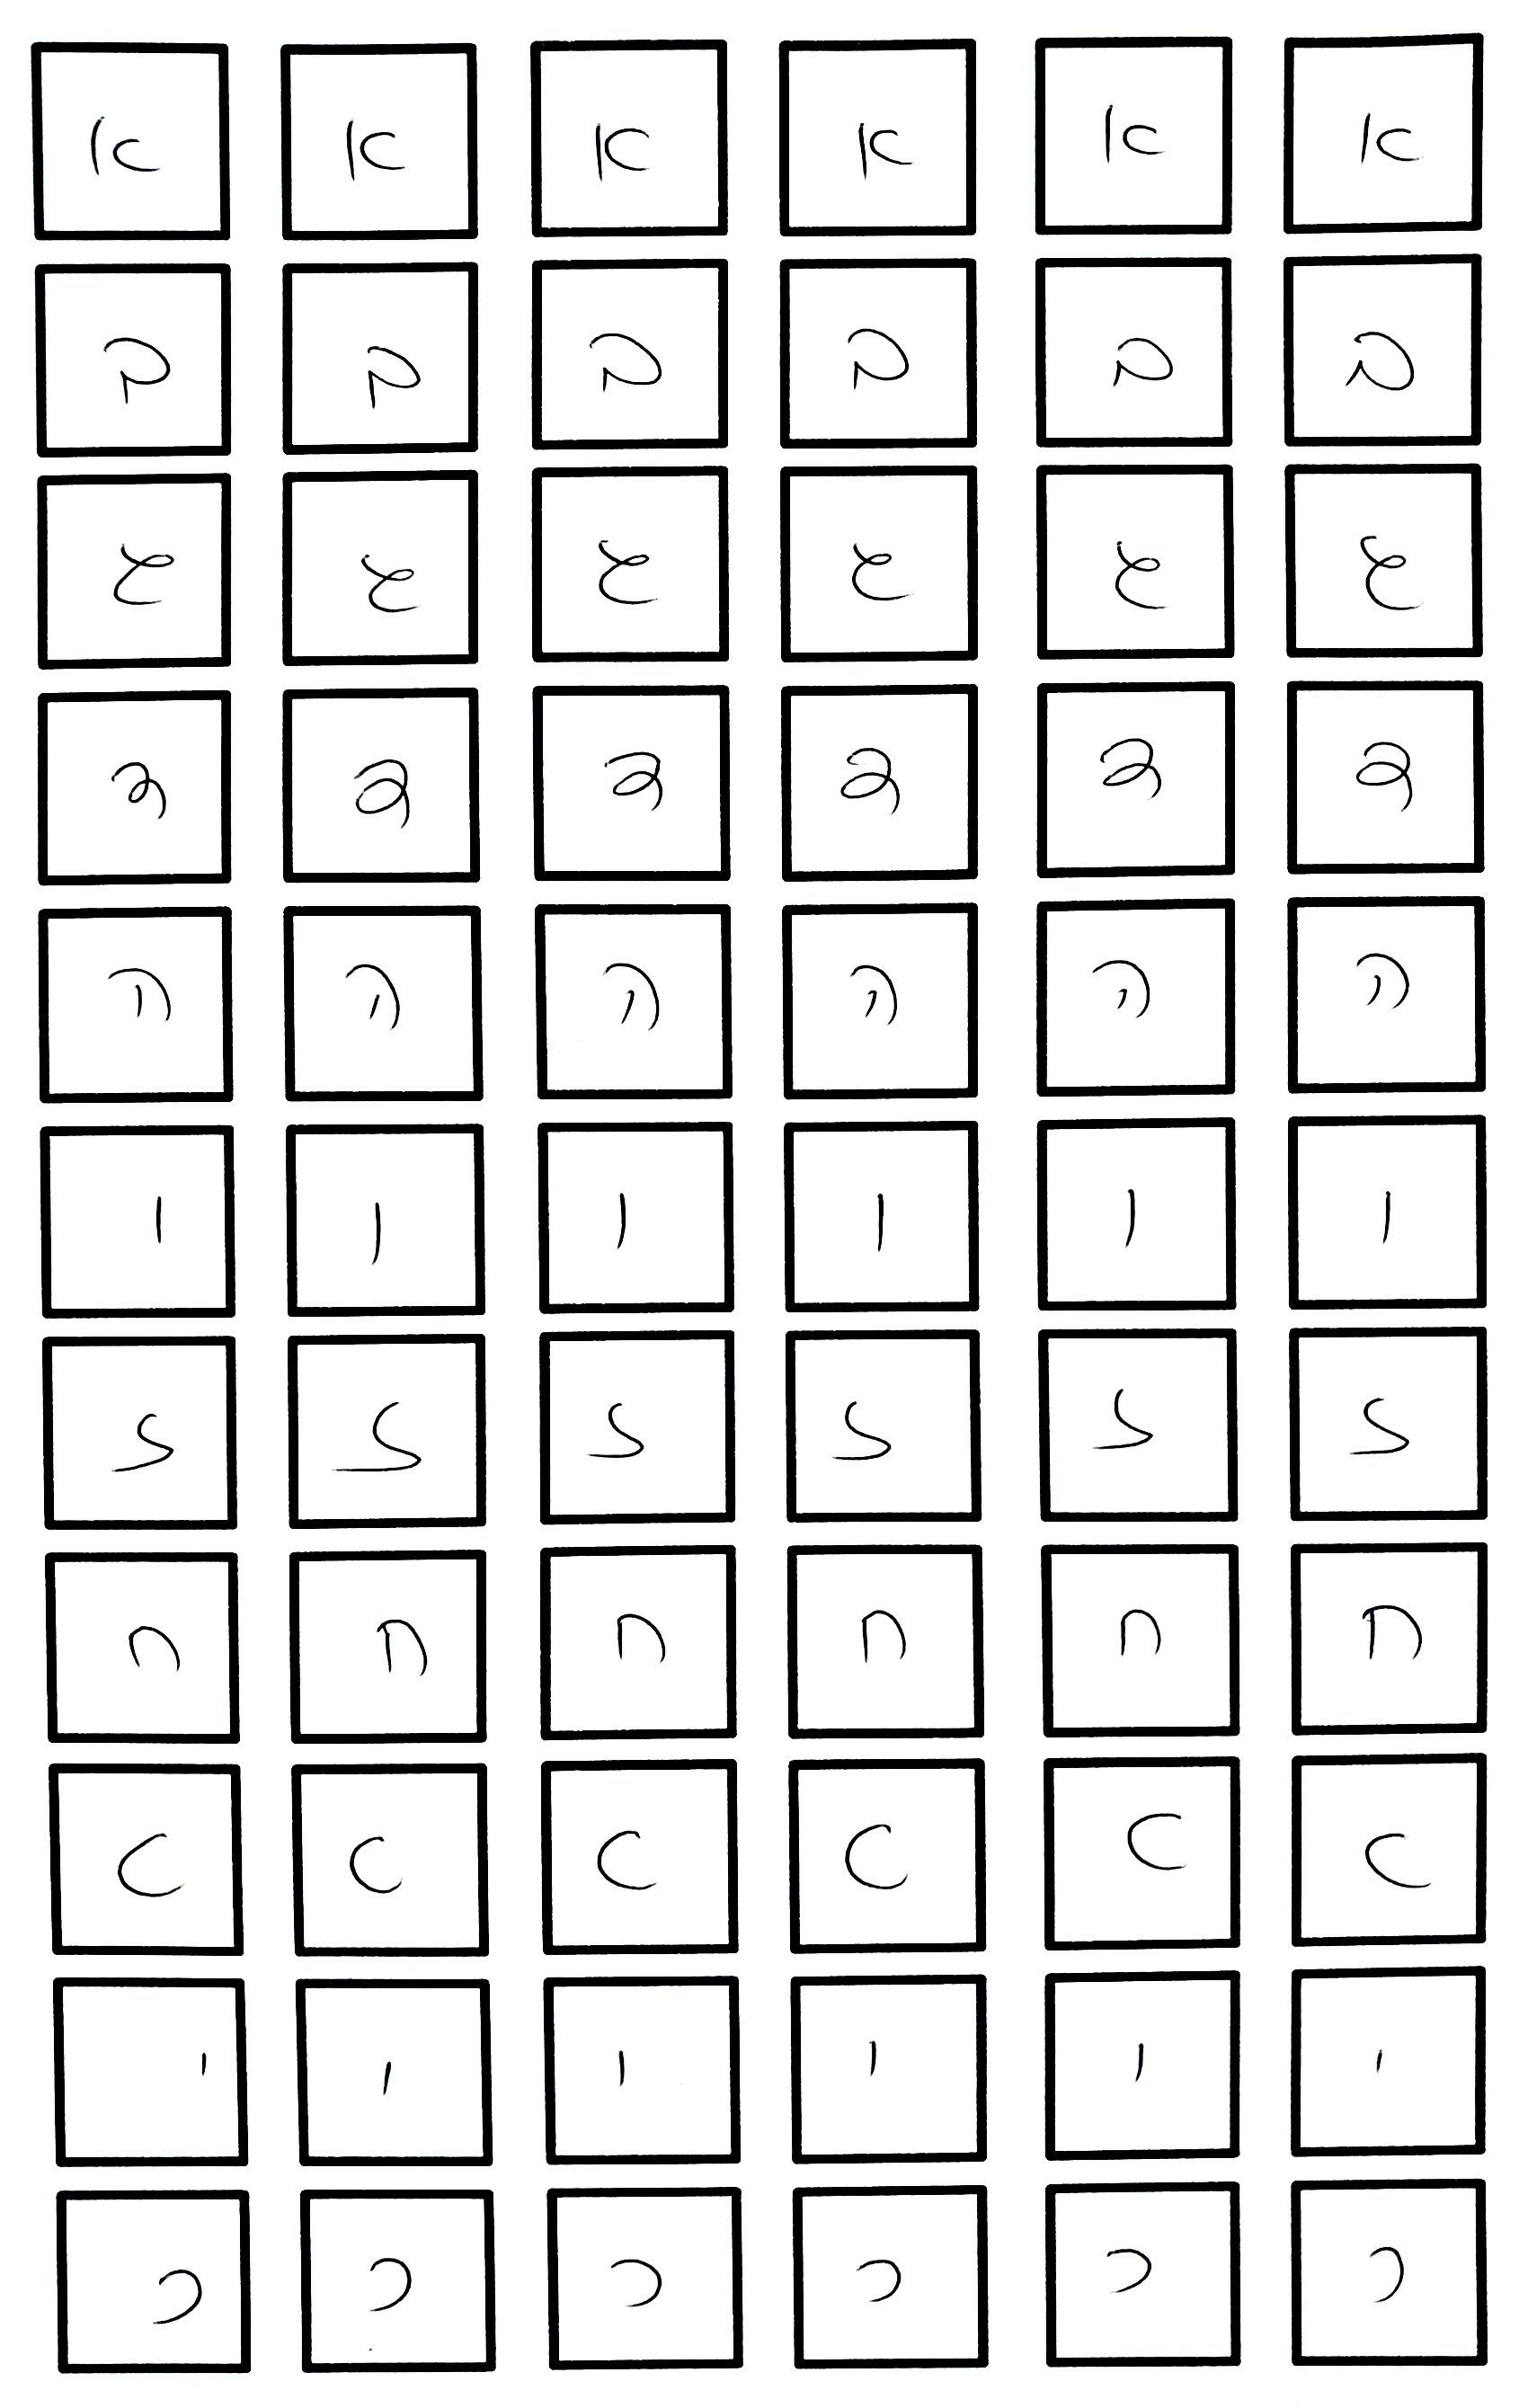 א א א א א א
ב ב ב ב ב ב
ג ג ג ג ג ג
ד ד ד ד ד ד
ה ה ה ה ה ה
ו ו ו ו ו ו
ז ז ז ז ז ז
ח ח ח ח ח ח
ט ט ט ט ט ט
י י י י י י
כ כ כ כ כ כ